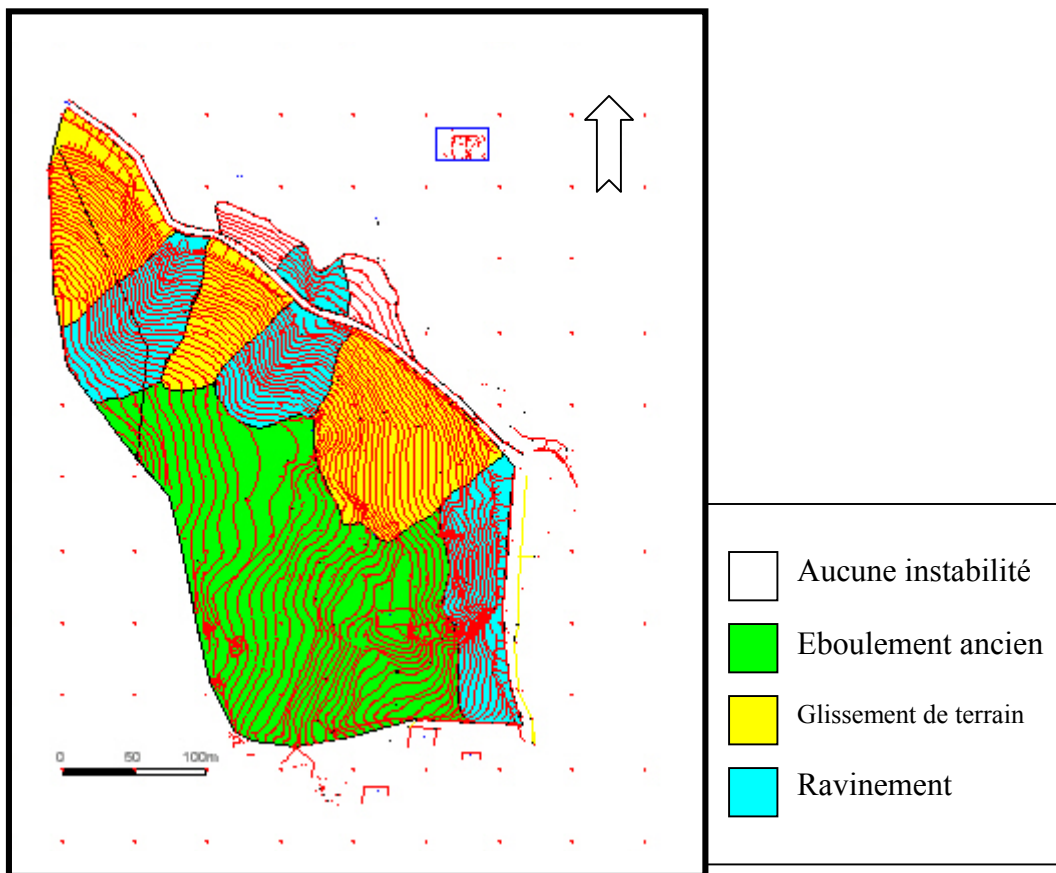 0 50 100m
Aucune instabilité
Eboulement ancien
Glissement de terrain
Ravinement